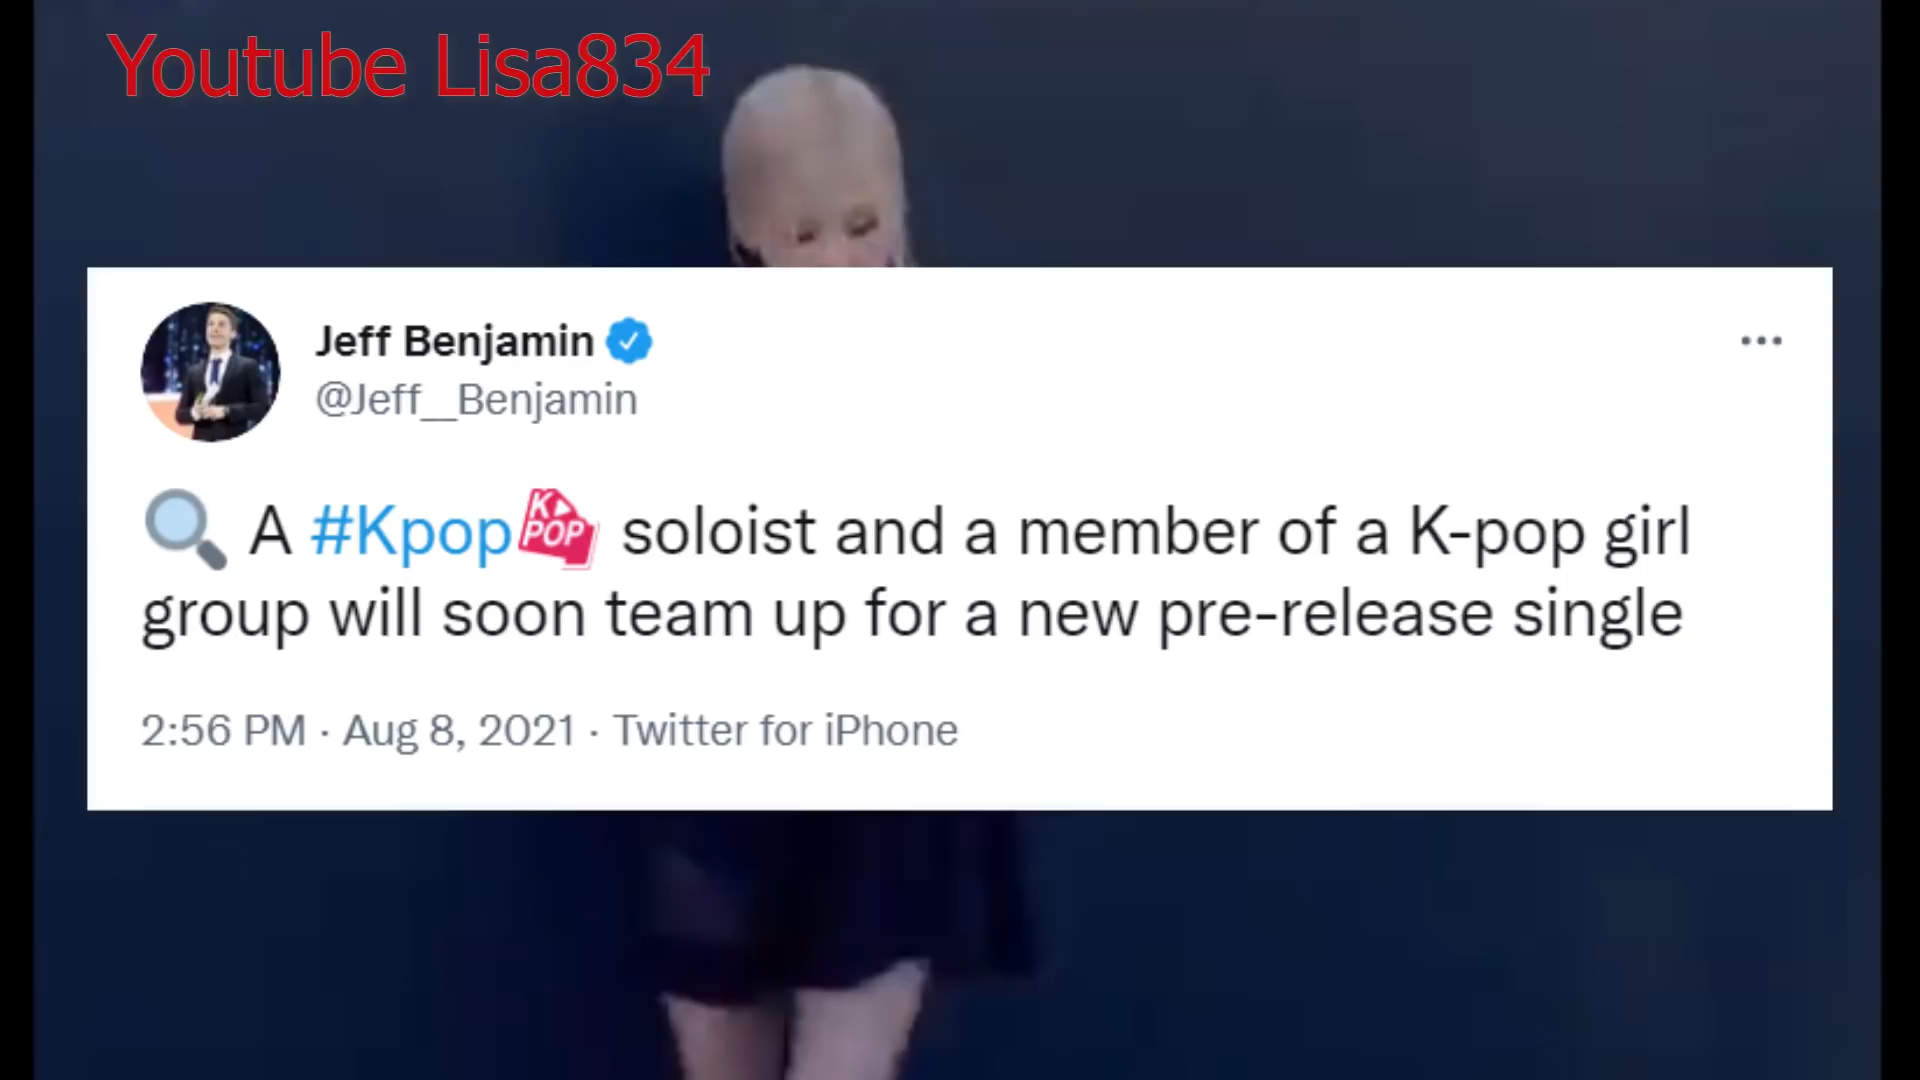 Youtube Lisa834
Jeff Benjamin
@Jeff__Benjamin
🔍 A #Kpop K POP soloist and a member of a K-pop girl
group will soon team up for a new pre-release single
2:56 PM · Aug 8, 2021 · Twitter for iPhone